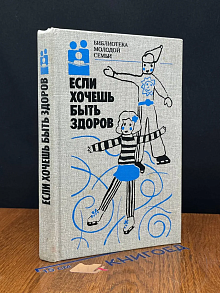 БИБЛИОТЕКА
МОЛОДОЙ
СЕМЬИ
ЕСЛИ
ХОЧЕШЬ
БЫТЬ
ЗДОРОВ
ЕСЛИ ХОЧЕШЬ БЫТЬ ЗДОРОВ